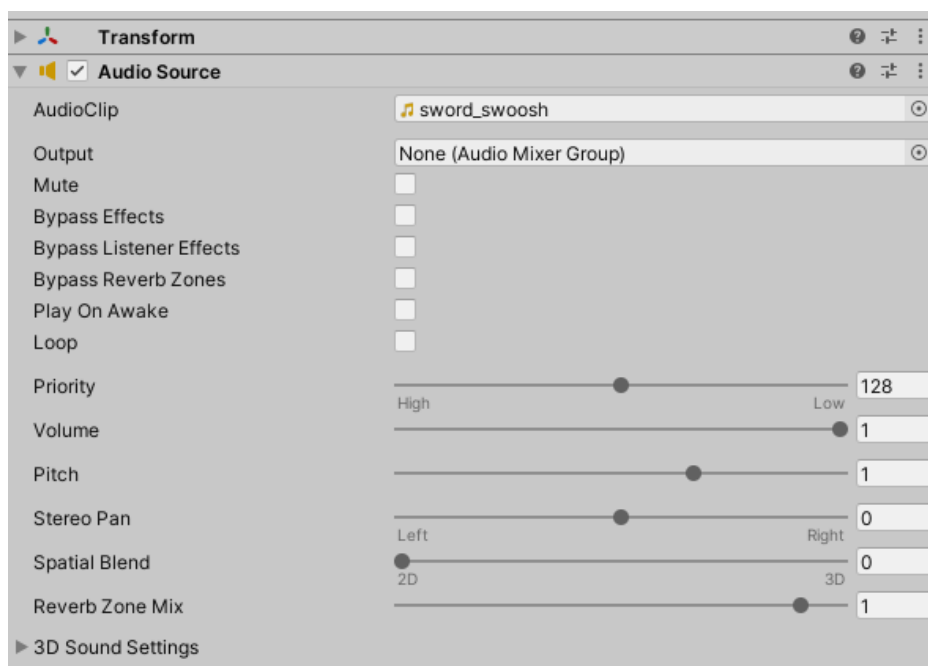 Transform
Audio Source
AudioClip sword_swoosh
Output None (Audio Mixer Group)
Mute
Bypass Effects
Bypass Listener Effects
Bypass Reverb Zones
Play On Awake
Loop
Priority 128
High Low
Volume 1
Pitch 1
Stereo Pan 0
Left Right
Spatial Blend 0
2D 3D
Reverb Zone Mix 1
3D Sound Settings